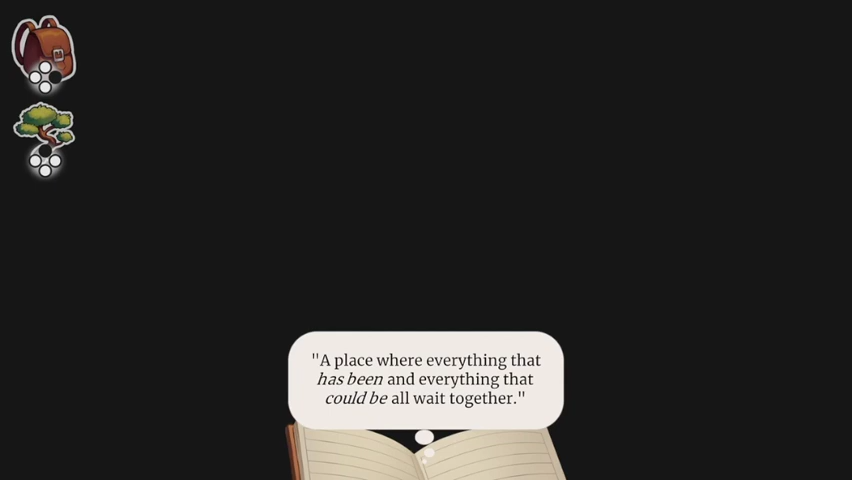 "A place where everything that
has been and everything that
could be all wait together."